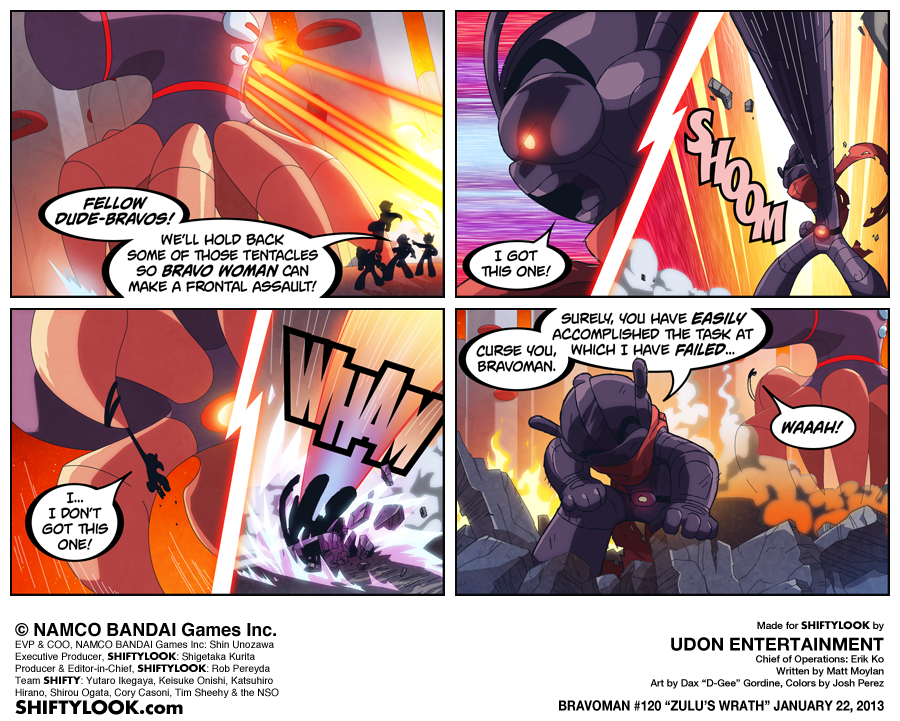 FELLOW
DUDE-BRAVOS!
WE'LL HOLD BACK
SOME OF THOSE TENTACLES
SO BRAVO WOMAN CAN
MAKE A FRONTAL ASSAULT!
I GOT
THIS ONE!
SHOOM
I...
I DON'T
GOT THIS
ONE!
WHAM
CURSE YOU,
BRAVOMAN.
SURELY, YOU HAVE EASILY
ACCOMPLISHED THE TASK AT
WHICH I HAVE FAILED...
WAAAH!
© NAMCO BANDAI Games Inc.
EVP & COO, NAMCO BANDAI Games Inc: Shin Unozawa
Executive Producer, SHIFTYLOOK: Shigetaka Kurita
Producer & Editor-in-Chief, SHIFTYLOOK: Rob Pereyda
Team SHIFTY: Yutaro Ikegaya, Keisuke Onishi, Katsuhiro
Hirano, Shirou Ogata, Cory Casoni, Tim Sheehy & the NSO
SHIFTYLOOK.com
Made for SHIFTYLOOK by
UDON ENTERTAINMENT
Chief of Operations: Erik Ko
Written by Matt Moylan
Art by Dax "D-Gee" Gordine, Colors by Josh Perez
BRAVOMAN #120 "ZULU'S WRATH" JANUARY 22, 2013